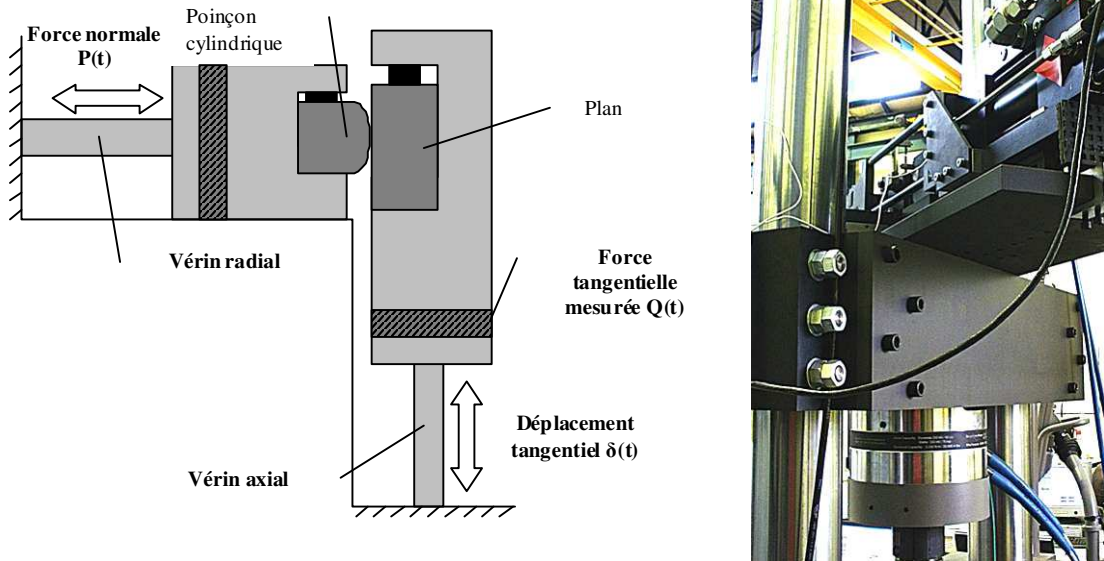 Force normale
P(t)
Poinçon
cylindrique
Plan
Vérin radial
Force
tangentielle
mesurée Q(t)
Déplacement
tangentiel δ(t)
Vérin axial